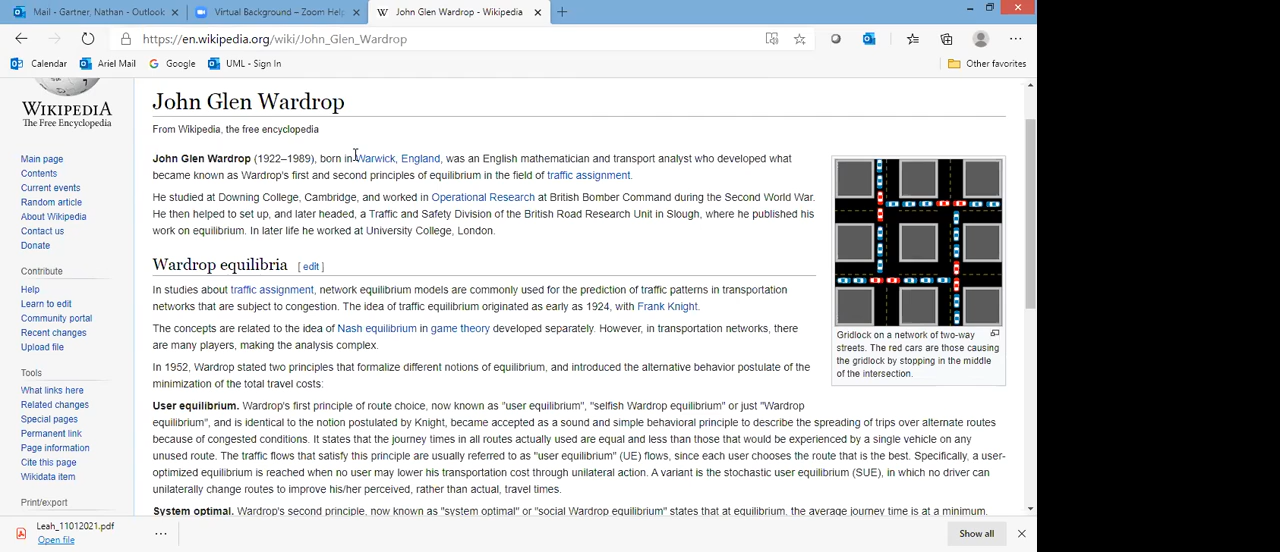 Mail - Gartner, Nathan - Outlook
Virtual Background – Zoom Help
John Glen Wardrop - Wikipedia
https://en.wikipedia.org/wiki/John_Glen_Wardrop
Calendar
Ariel Mail
Google
UML - Sign In
Other favorites
WIKIPEDIA
The Free Encyclopedia
Main page
Contents
Current events
Random article
About Wikipedia
Contact us
Donate
Contribute
Help
Learn to edit
Community portal
Recent changes
Upload file
Tools
What links here
Related changes
Special pages
Permanent link
Page information
Cite this page
Wikidata item
Print/export
John Glen Wardrop
From Wikipedia, the free encyclopedia
John Glen Wardrop (1922–1989), born in Warwick, England, was an English mathematician and transport analyst who developed what
became known as Wardrop's first and second principles of equilibrium in the field of traffic assignment.
He studied at Downing College, Cambridge, and worked in Operational Research at British Bomber Command during the Second World War.
He then helped to set up, and later headed, a Traffic and Safety Division of the British Road Research Unit in Slough, where he published his
work on equilibrium. In later life he worked at University College, London.
Wardrop equilibria [ edit ]
In studies about traffic assignment, network equilibrium models are commonly used for the prediction of traffic patterns in transportation
networks that are subject to congestion. The idea of traffic equilibrium originated as early as 1924, with Frank Knight.
The concepts are related to the idea of Nash equilibrium in game theory developed separately. However, in transportation networks, there
are many players, making the analysis complex.
In 1952, Wardrop stated two principles that formalize different notions of equilibrium, and introduced the alternative behavior postulate of the
minimization of the total travel costs:
User equilibrium. Wardrop's first principle of route choice, now known as "user equilibrium", "selfish Wardrop equilibrium" or just "Wardrop
equilibrium", and is identical to the notion postulated by Knight, became accepted as a sound and simple behavioral principle to describe the spreading of trips over alternate routes
because of congested conditions. It states that the journey times in all routes actually used are equal and less than those that would be experienced by a single vehicle on any
unused route. The traffic flows that satisfy this principle are usually referred to as "user equilibrium" (UE) flows, since each user chooses the route that is the best. Specifically, a user-
optimized equilibrium is reached when no user may lower his transportation cost through unilateral action. A variant is the stochastic user equilibrium (SUE), in which no driver can
unilaterally change routes to improve his/her perceived, rather than actual, travel times.
System optimal. Wardrop's second principle, now known as "system optimal" or "social Wardrop equilibrium" states that at equilibrium, the average journey time is at a minimum.
Gridlock on a network of two-way
streets. The red cars are those causing
the gridlock by stopping in the middle
of the intersection.
Leah_11012021.pdf
Open file
Show all